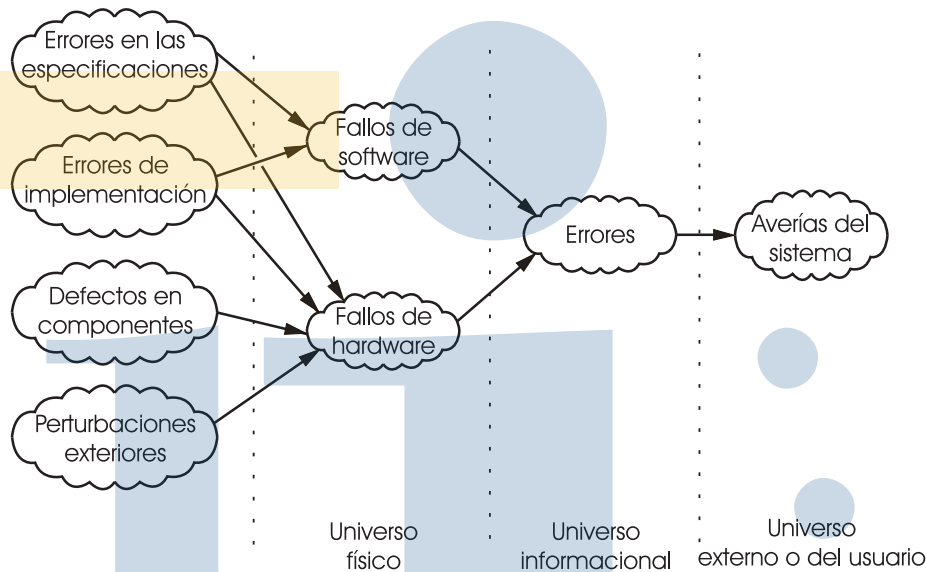 Errores en las
especificaciones
Errores de
implementación
Defectos en
componentes
Perturbaciones
exteriores
Fallos de
software
Fallos de
hardware
Errores
Averías del
sistema
Universo
físico
Universo
informacional
Universo
externo o del usuario